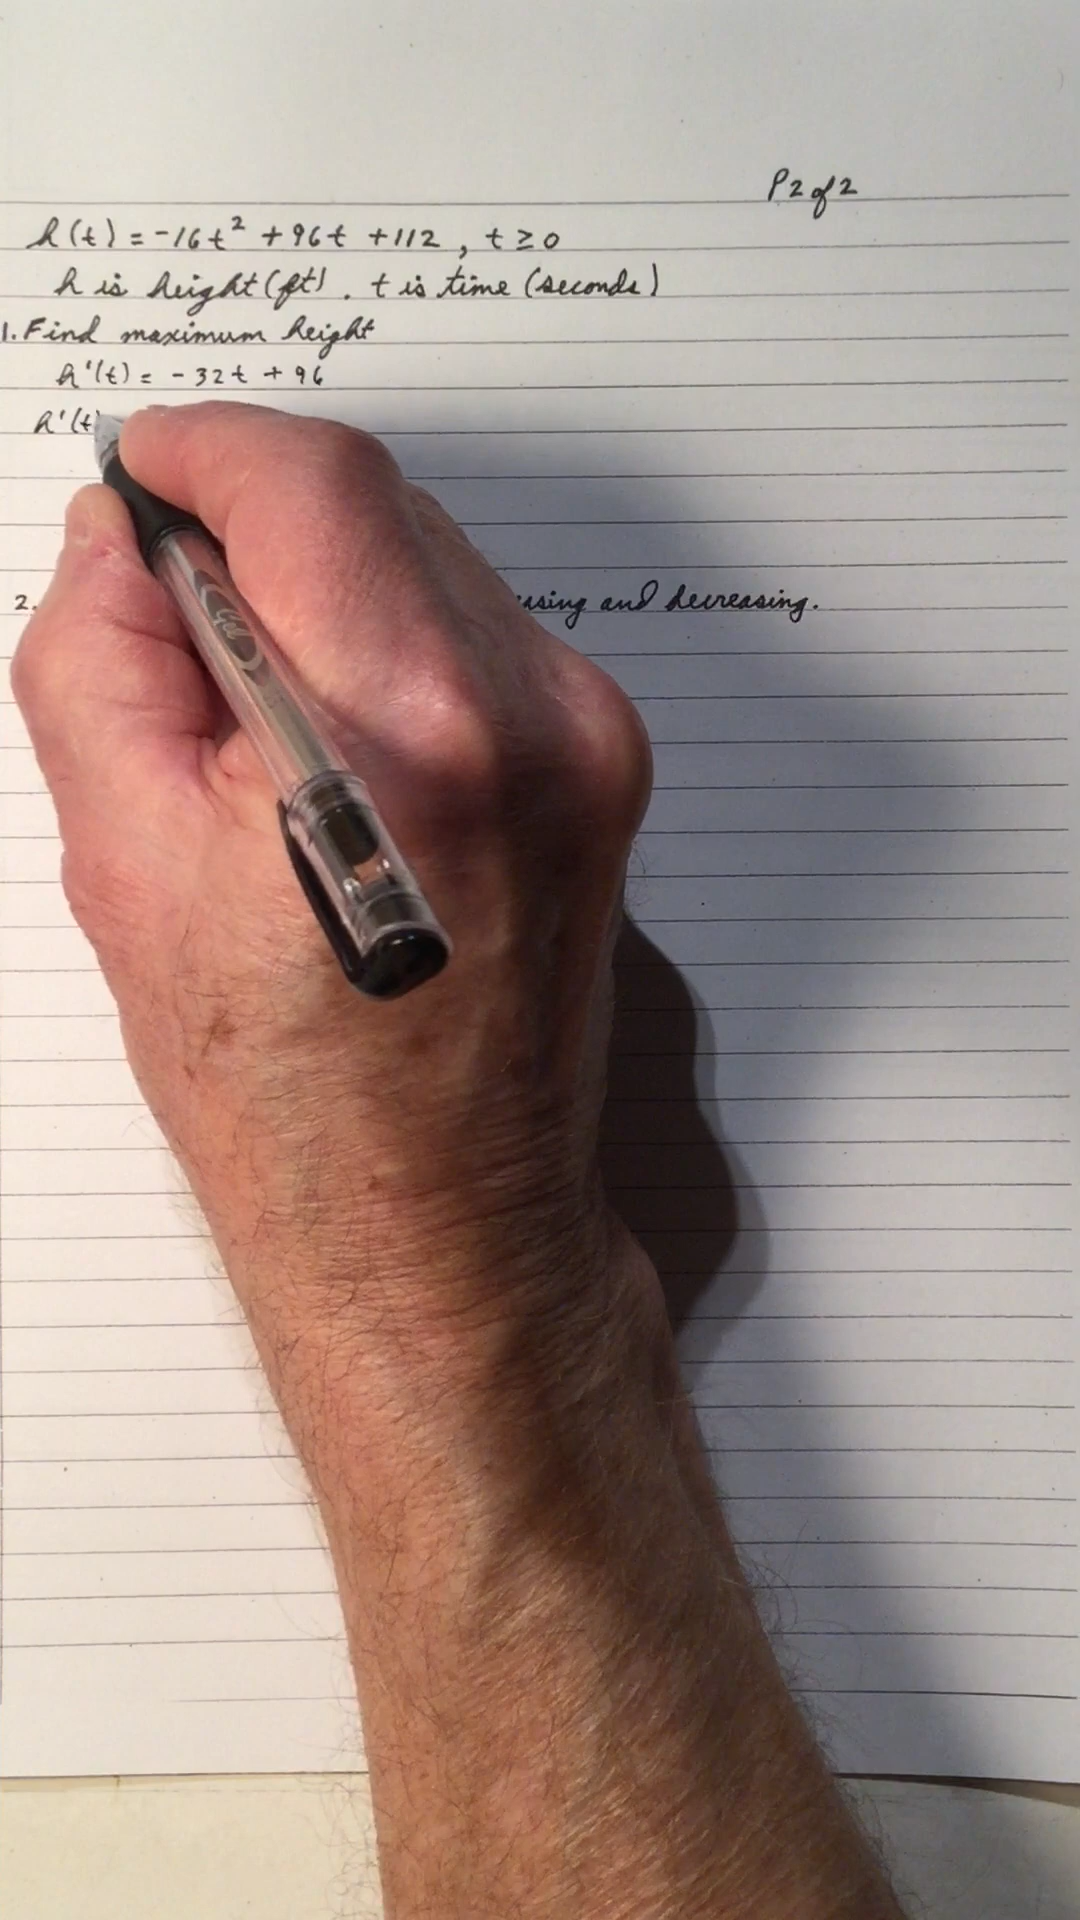 P2 of 2
h(t) = -16t² + 96t + 112, t ≥ 0
h is height (ft). t is time (seconds)
1. Find maximum height
h'(t) = -32t + 96
h'(t)
2. and decreasing.
Gel